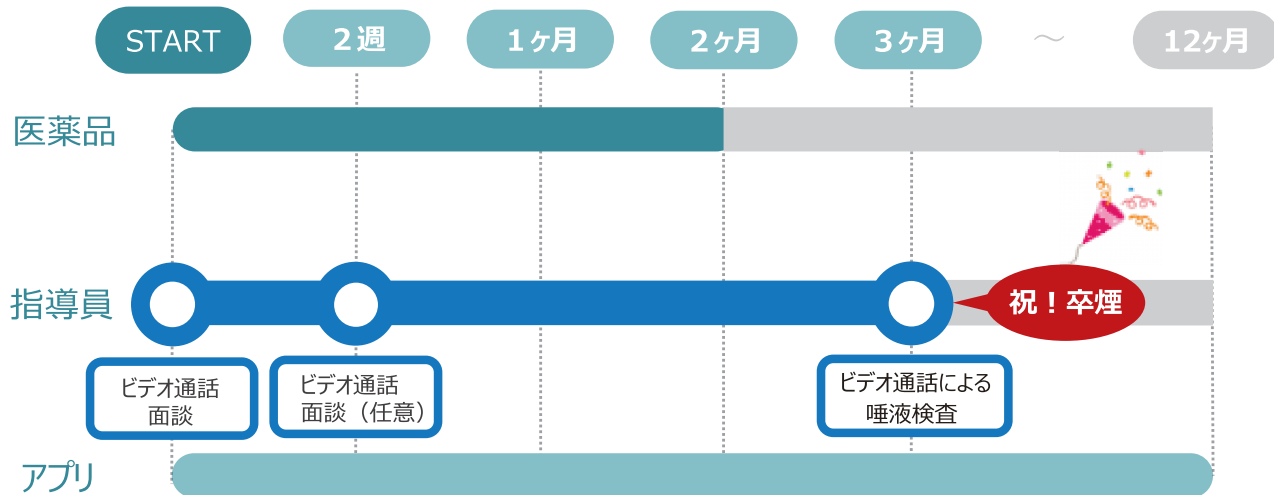 START
2週
1ヶ月
2ヶ月
3ヶ月
～
12ヶ月
医薬品
指導員
祝！卒煙
ビデオ通話
面談
ビデオ通話
面談（任意）
ビデオ通話による
唾液検査
アプリ